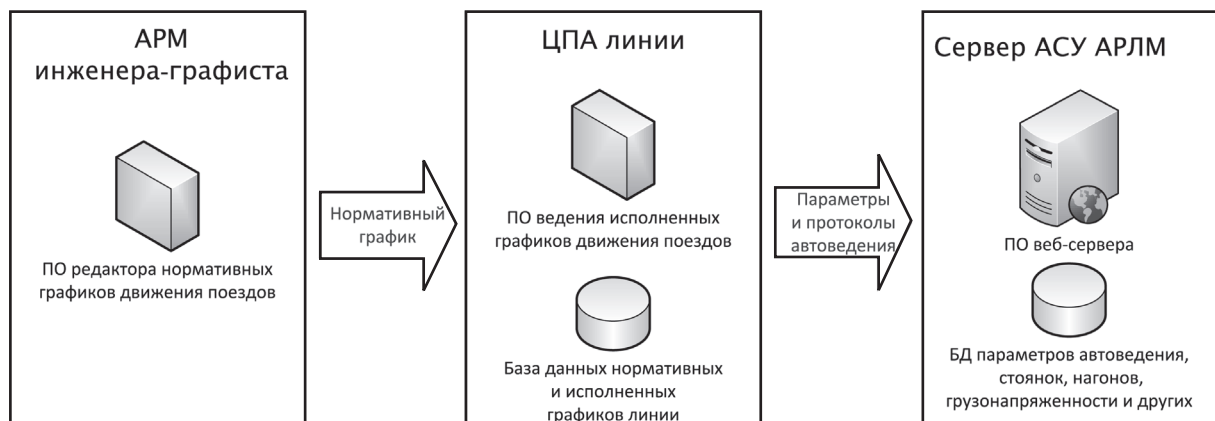 АРМ
инженера-графиста
ПО редактора нормативных
графиков движения поездов
Нормативный
график
ЦПА линии
ПО ведения исполненных
графиков движения поездов
База данных нормативных
и исполненных
графиков линии
Параметры
и протоколы
автоведения
Сервер АСУ АРЛМ
ПО веб-сервера
БД параметров автоведения,
стоянок, нагонов,
грузонапряженности и других